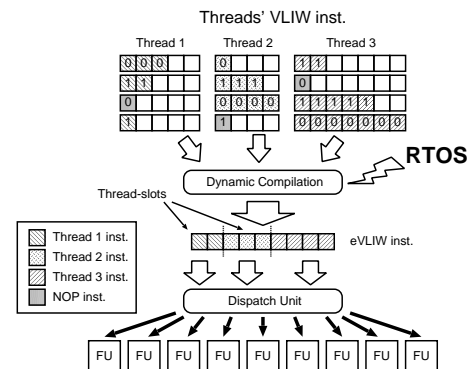 Threads' VLIW inst.
Thread 1 Thread 2 Thread 3
0 0 0 0 1 1
1 1 1 1 1 0
0 0 0 0 0 1 1 1 1 1
1 1 0 0 0 0 0 0 0
RTOS
Dynamic Compilation
Thread-slots
eVLIW inst.
Thread 1 inst.
Thread 2 inst.
Thread 3 inst.
NOP inst.
Dispatch Unit
FU FU FU FU FU FU FU FU FU